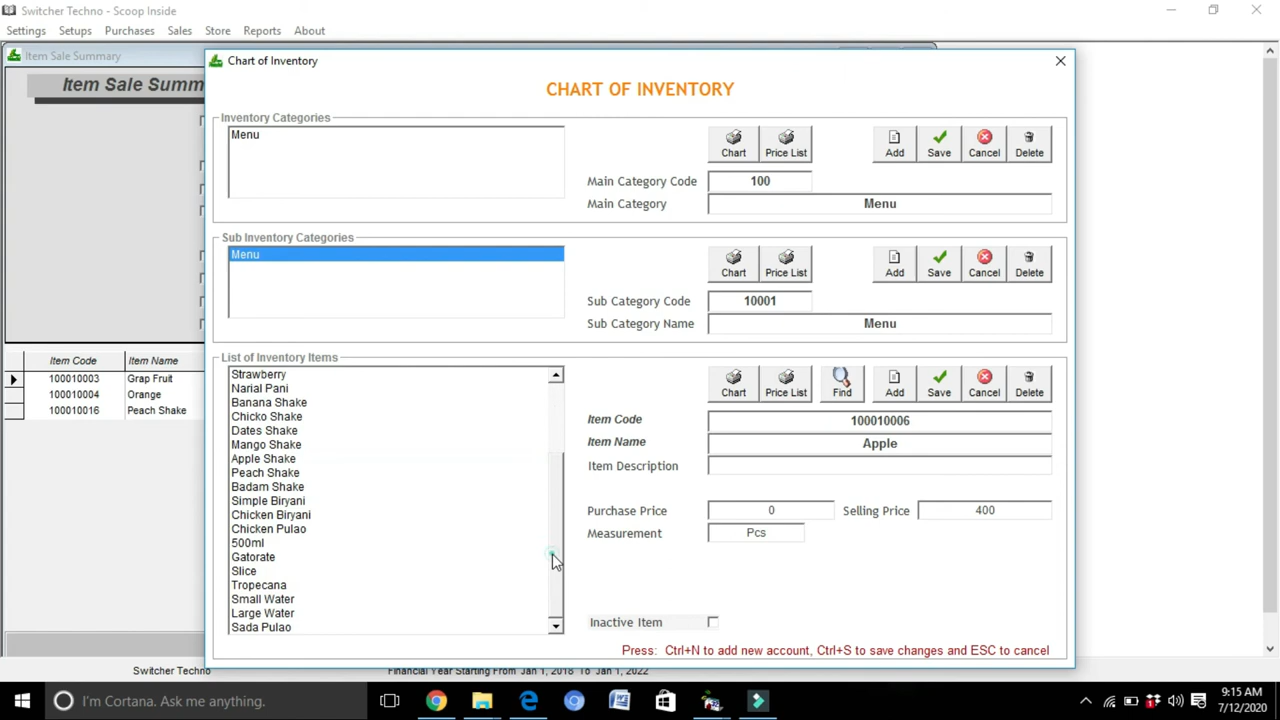 Switcher Techno - Scoop Inside
Settings Setups Purchases Sales Store Reports About
Item Sale Summary
Item Sale Summ
Item Code Item Name
100010003 Grap Fruit
100010004 Orange
100010016 Peach Shake
Chart of Inventory
CHART OF INVENTORY
Inventory Categories
Menu
Chart Price List Add Save Cancel Delete
Main Category Code 100
Main Category Menu
Sub Inventory Categories
Menu
Chart Price List Add Save Cancel Delete
Sub Category Code 10001
Sub Category Name Menu
List of Inventory Items
Strawberry
Narial Pani
Banana Shake
Chicko Shake
Dates Shake
Mango Shake
Apple Shake
Peach Shake
Badam Shake
Simple Biryani
Chicken Biryani
Chicken Pulao
500ml
Gatorate
Slice
Tropecana
Small Water
Large Water
Sada Pulao
Chart Price List Find Add Save Cancel Delete
Item Code 100010006
Item Name Apple
Item Description
Purchase Price 0 Selling Price 400
Measurement Pcs
Inactive Item
Press: Ctrl+N to add new account, Ctrl+S to save changes and ESC to cancel
Switcher Techno Financial Year Starting From Jan 1, 2018 To Jan 1, 2022
I'm Cortana. Ask me anything.
9:15 AM
7/12/2020